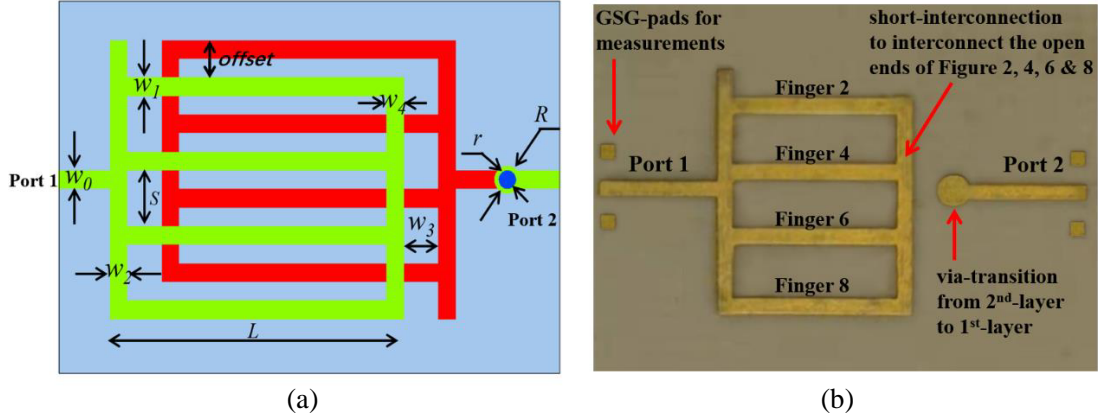 offset
w1
w4
R
r
Port 1
w0
S
Port 2
w3
w2
L
(a)
GSG-pads for
measurements
short-interconnection
to interconnect the open
ends of Figure 2, 4, 6 & 8
Finger 2
Finger 4
Port 1
Port 2
Finger 6
Finger 8
via-transition
from 2nd-layer
to 1st-layer
(b)